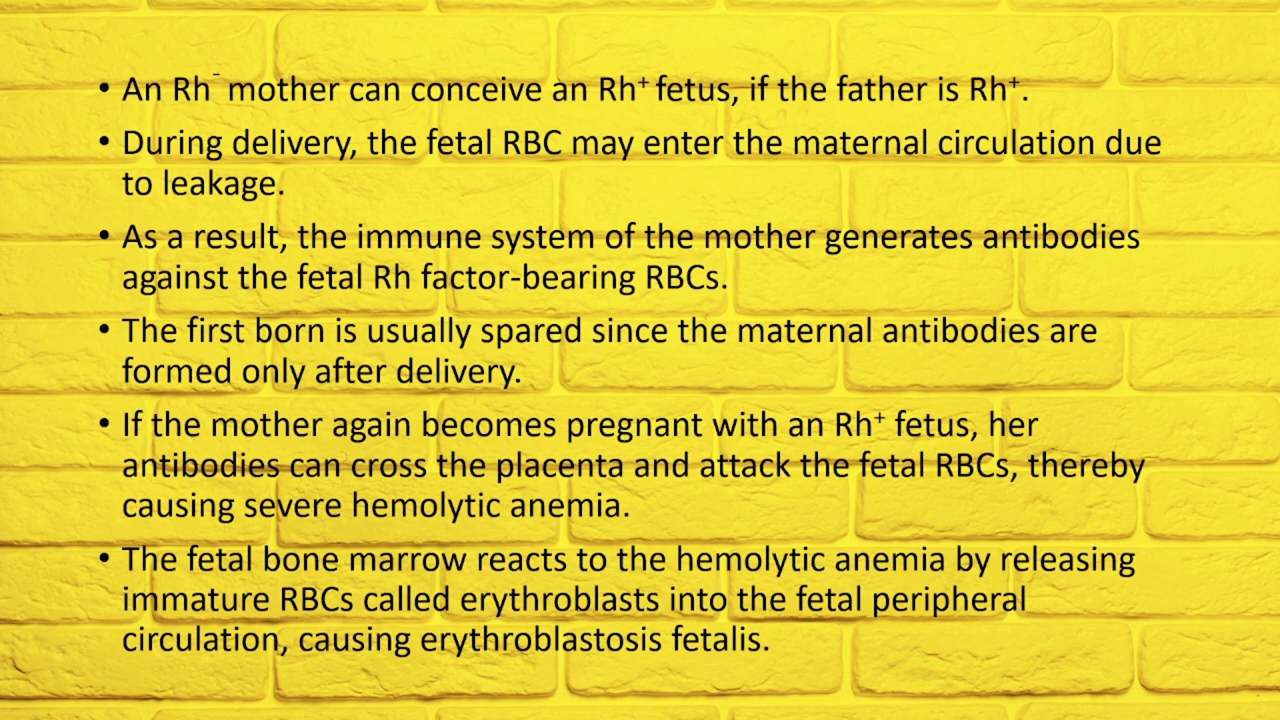 • An Rh⁻ mother can conceive an Rh⁺ fetus, if the father is Rh⁺.
• During delivery, the fetal RBC may enter the maternal circulation due
to leakage.
• As a result, the immune system of the mother generates antibodies
against the fetal Rh factor-bearing RBCs.
• The first born is usually spared since the maternal antibodies are
formed only after delivery.
• If the mother again becomes pregnant with an Rh⁺ fetus, her
antibodies can cross the placenta and attack the fetal RBCs, thereby
causing severe hemolytic anemia.
• The fetal bone marrow reacts to the hemolytic anemia by releasing
immature RBCs called erythroblasts into the fetal peripheral
circulation, causing erythroblastosis fetalis.